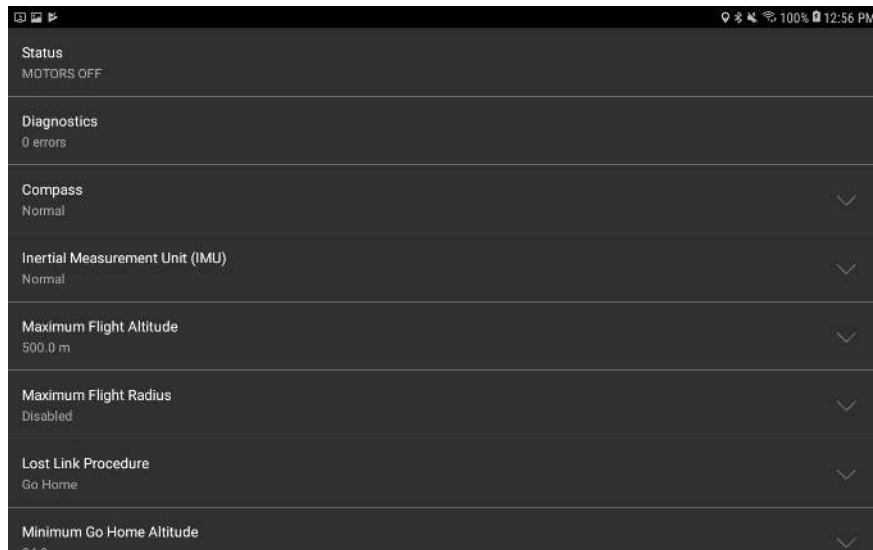 100% 12:56 PM
Status
MOTORS OFF
Diagnostics
0 errors
Compass
Normal
Inertial Measurement Unit (IMU)
Normal
Maximum Flight Altitude
500.0 m
Maximum Flight Radius
Disabled
Lost Link Procedure
Go Home
Minimum Go Home Altitude